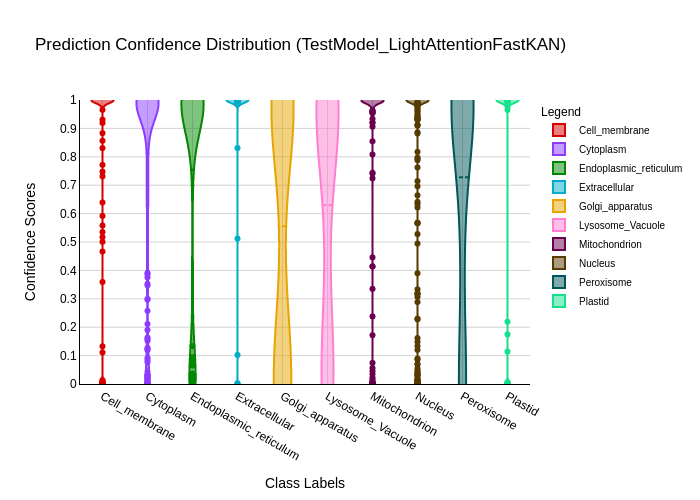 Prediction Confidence Distribution (TestModel_LightAttentionFastKAN)
Legend
Cell_membrane
Cytoplasm
Endoplasmic_reticulum
Extracellular
Golgi_apparatus
Lysosome_Vacuole
Mitochondrion
Nucleus
Peroxisome
Plastid
Confidence Scores
1
0.9
0.8
0.7
0.6
0.5
0.4
0.3
0.2
0.1
0
Cell_membrane
Cytoplasm
Endoplasmic_reticulum
Extracellular
Golgi_apparatus
Lysosome_Vacuole
Mitochondrion
Nucleus
Peroxisome
Plastid
Class Labels